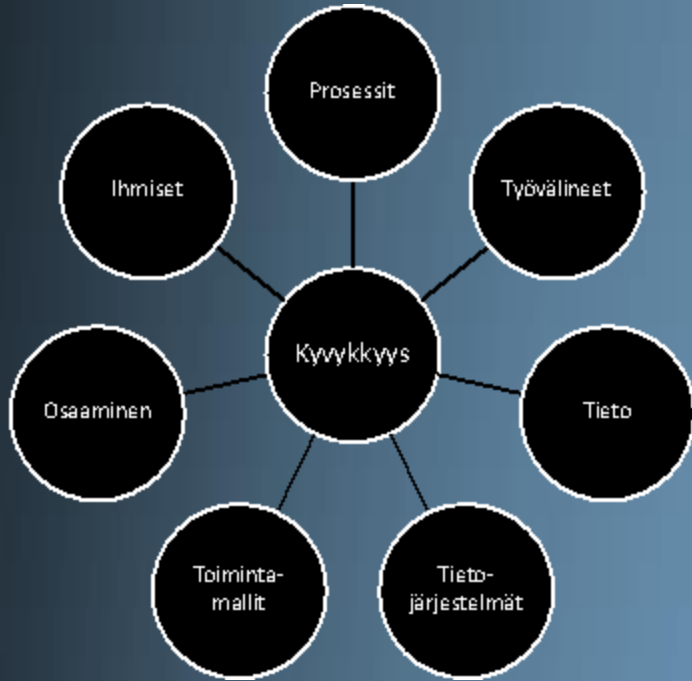 Prosessit
Ihmiset
Työvälineet
Kyvykkyys
Osaaminen
Tieto
Toiminta-
mallit
Tieto-
järjestelmät